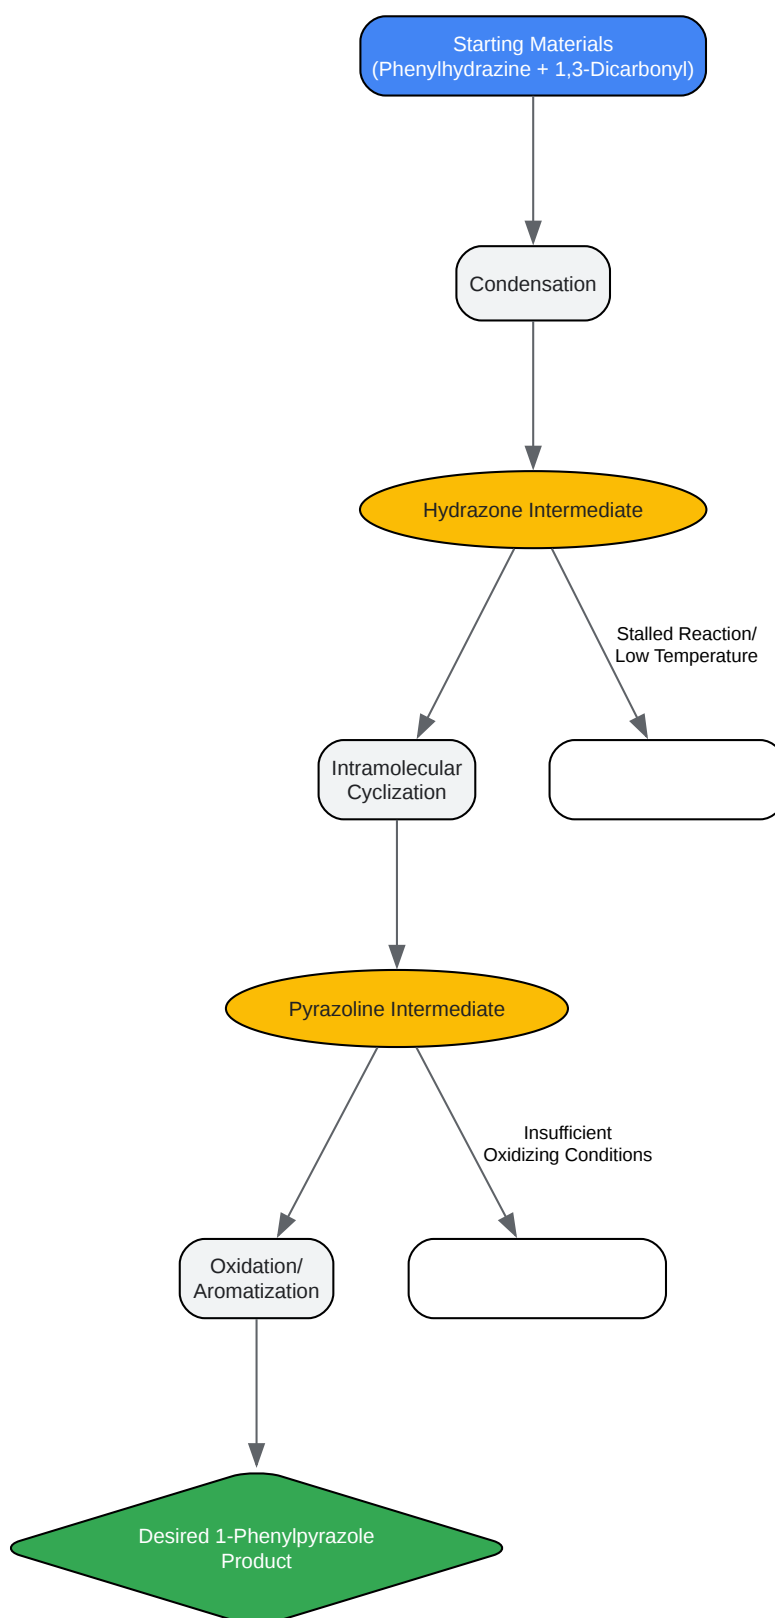 Starting Materials
(Phenylhydrazine + 1,3-Dicarbonyl)
Condensation
Hydrazone Intermediate
Stalled Reaction/
Low Temperature
Intramolecular
Cyclization
Pyrazoline Intermediate
Insufficient
Oxidizing Conditions
Oxidation/
Aromatization
Desired 1-Phenylpyrazole
Product